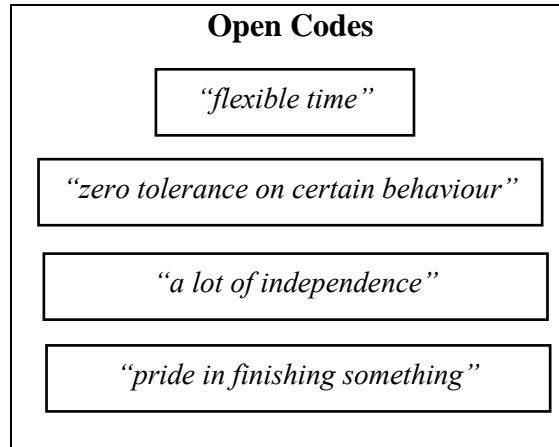 Open Codes
“flexible time”
“zero tolerance on certain behaviour”
“a lot of independence”
“pride in finishing something”